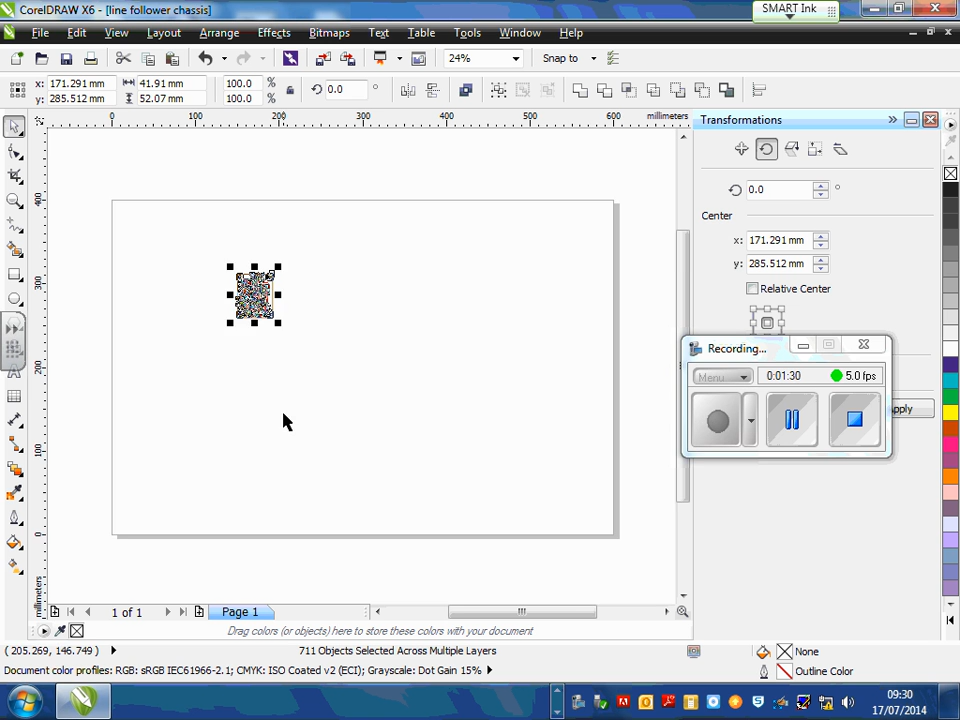 CorelDRAW X6 - [line follower chassis]
SMART Ink
File Edit View Layout Arrange Effects Bitmaps Text Table Tools Window Help
24% Snap to
x: 171.291 mm 41.91 mm 100.0 %
y: 285.512 mm 52.07 mm 100.0 %
0.0 °
0 100 200 300 400 500 600 millimeters
400
300
200
100
0
millimeters
Transformations
0.0 °
Center
x: 171.291 mm
y: 285.512 mm
Relative Center
Recording...
Menu 0:01:30 5.0 fps
pply
1 of 1 Page 1
Drag colors (or objects) here to store these colors with your document
( 205.269, 146.749 ) 711 Objects Selected Across Multiple Layers None
Document color profiles: RGB: sRGB IEC61966-2.1; CMYK: ISO Coated v2 (ECI); Grayscale: Dot Gain 15% Outline Color
09:30
17/07/2014